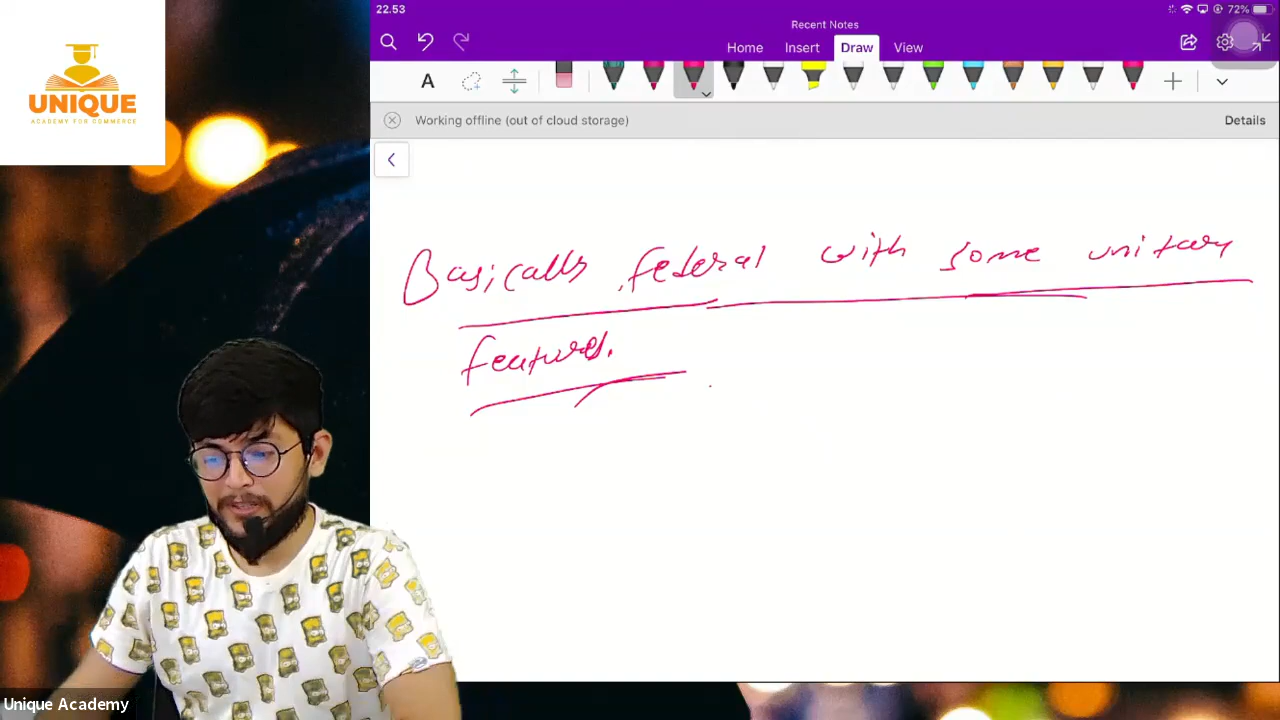 UNIQUE
ACADEMY FOR COMMERCE
22.53
72%
Recent Notes
Home Insert Draw View
A
Working offline (out of cloud storage)
Details
Basically federal with some unitary
features.
Unique Academy